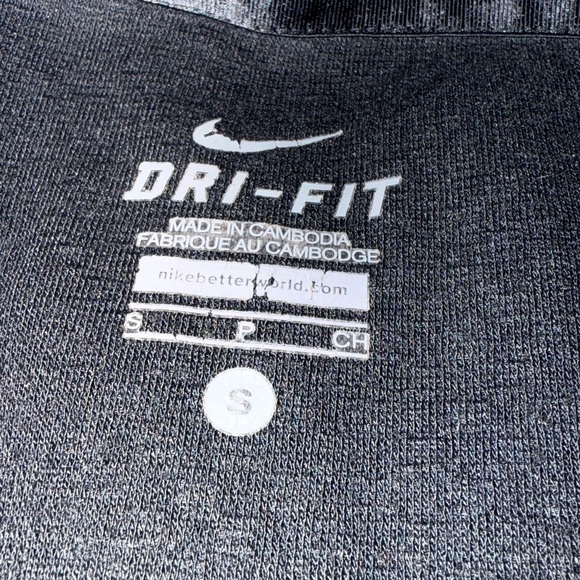 DRI-FIT
MADE IN CAMBODIA
FABRIQUE AU CAMBODGE
nikebetterworld.com
S P CH
S